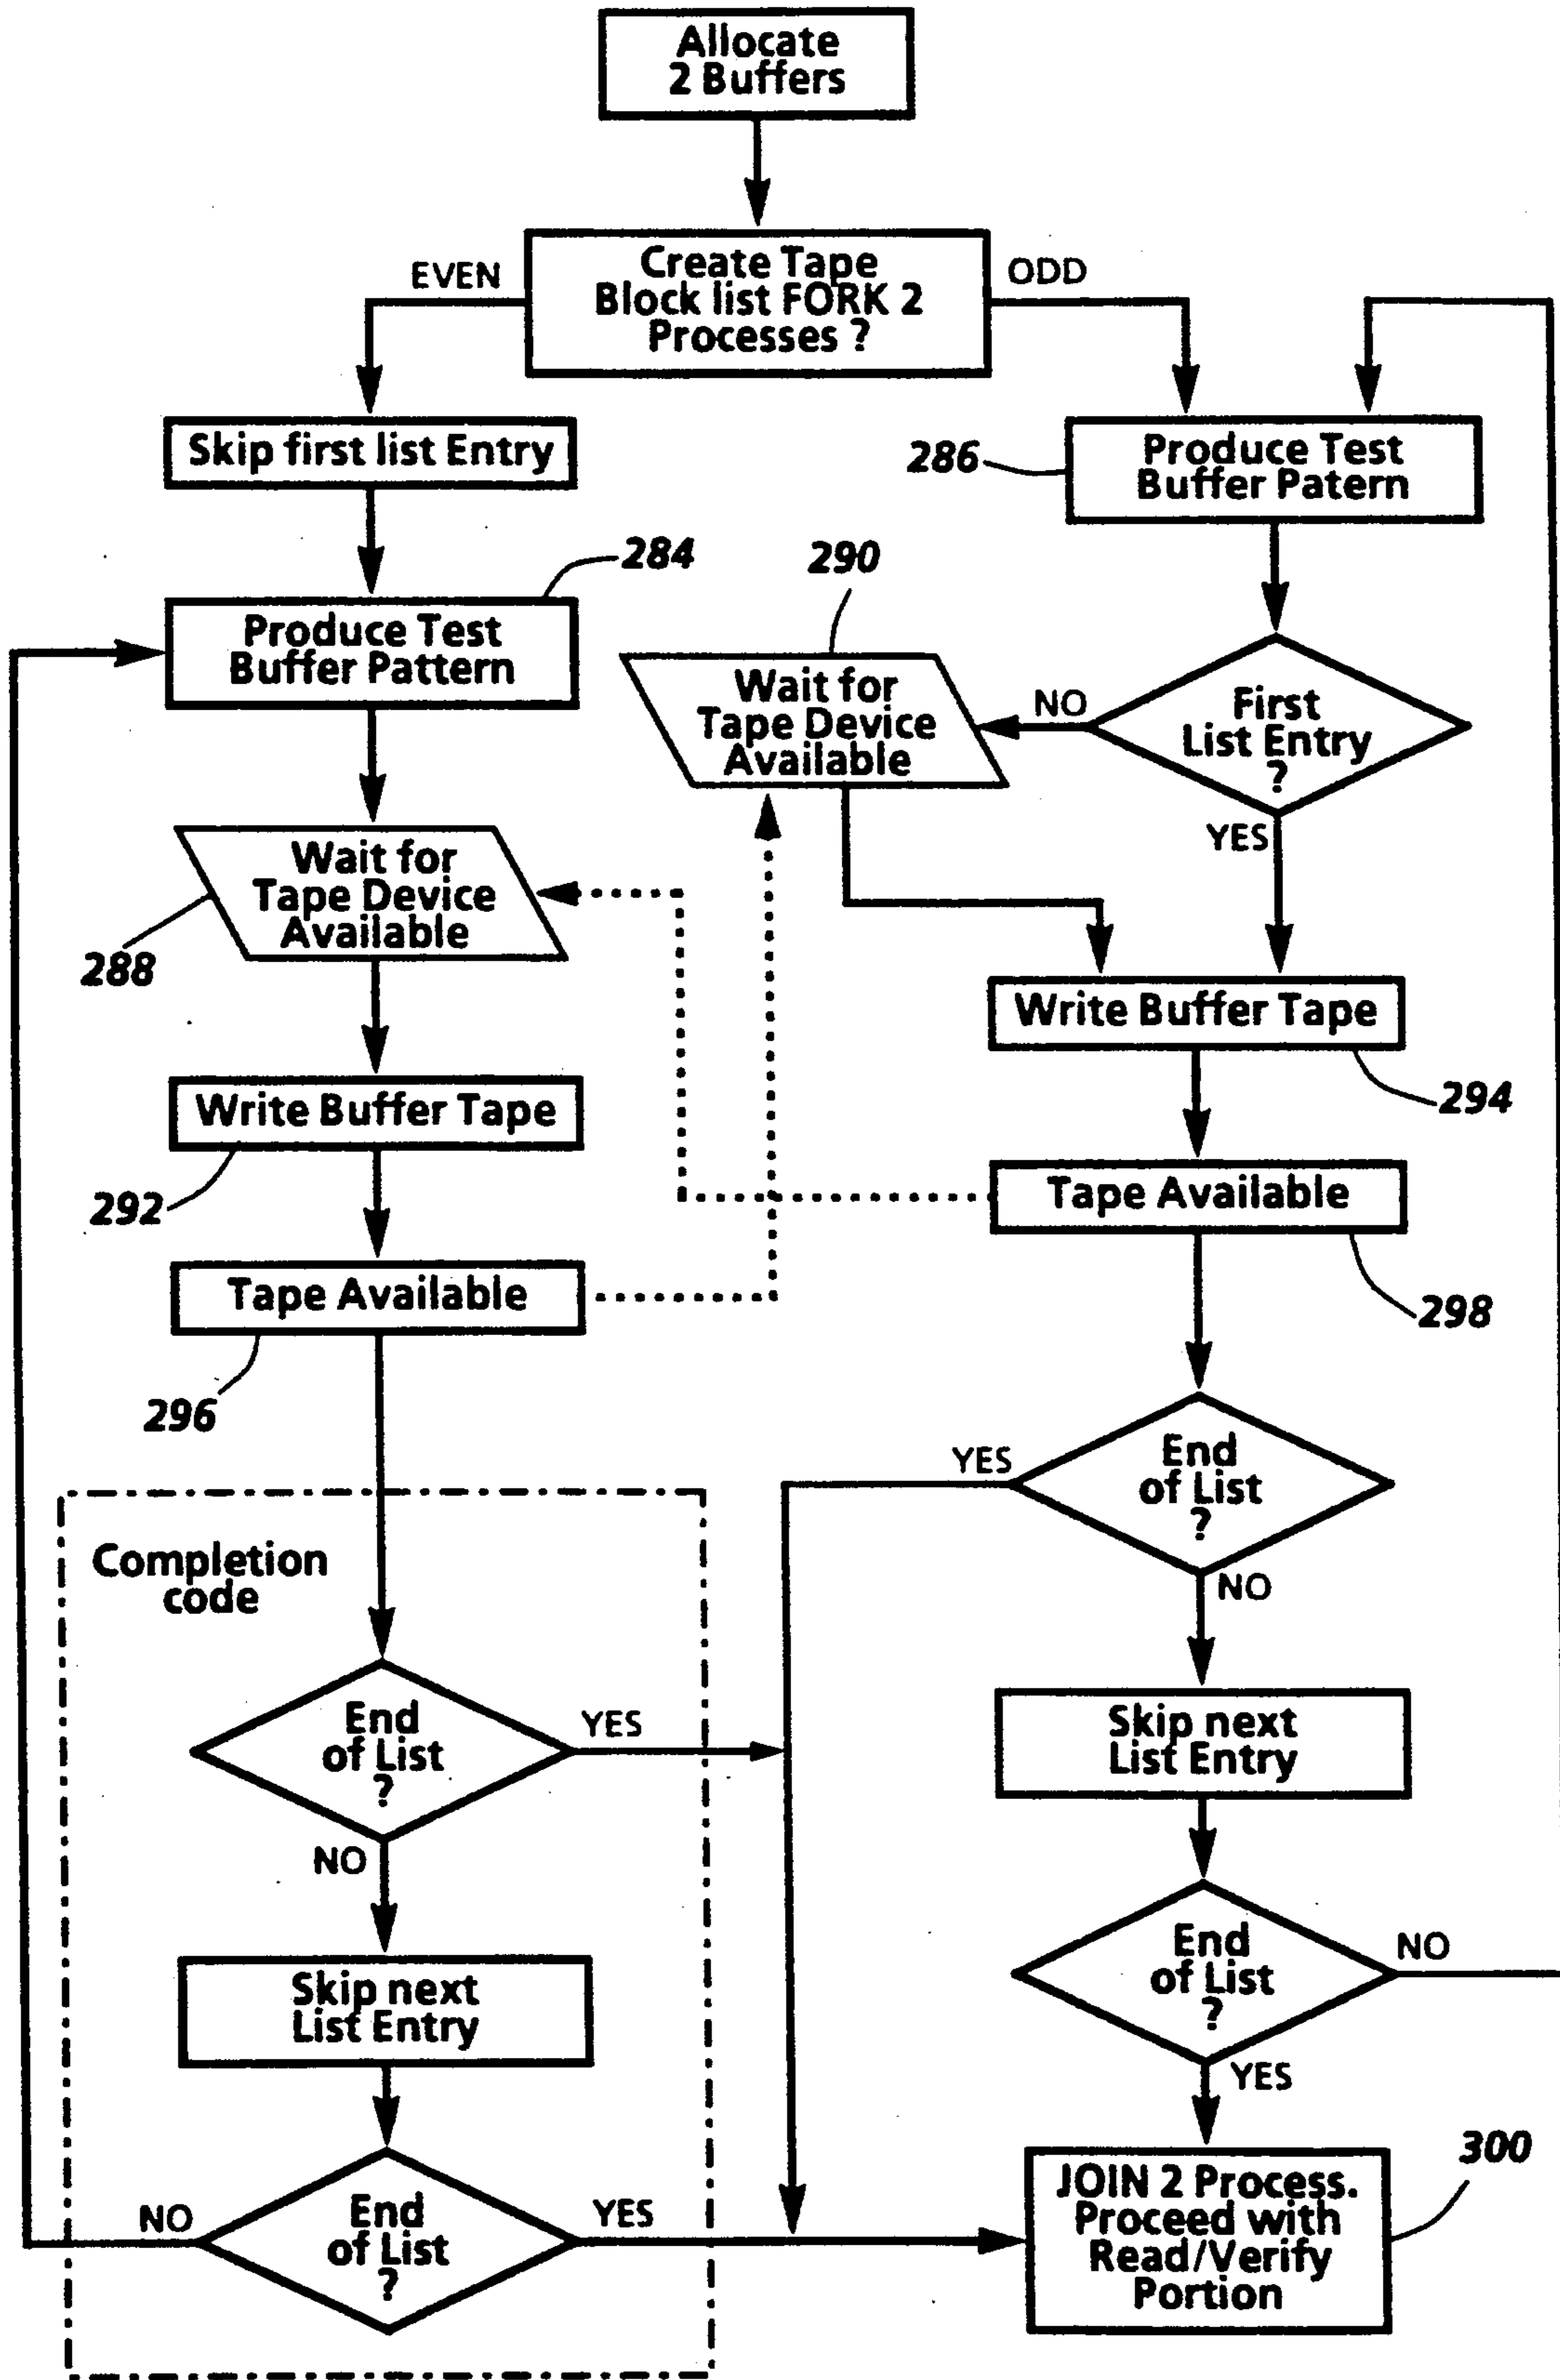 Allocate
2 Buffers
EVEN
Create Tape
Block list FORK 2
Processes ?
ODD
Skip first list Entry
286
Produce Test
Buffer Patern
284
290
Produce Test
Buffer Pattern
Wait for
Tape Device
Available
NO
First
List Entry
?
YES
Wait for
Tape Device
Available
288
Write Buffer Tape
294
Write Buffer Tape
292
Tape Available
298
Tape Available
296
YES
End
of List
?
NO
Completion
code
End
of List
?
YES
NO
Skip next
List Entry
End
of List
?
NO
YES
Skip next
List Entry
NO
End
of List
?
YES
JOIN 2 Process.
Proceed with
Read/Verify
Portion
300